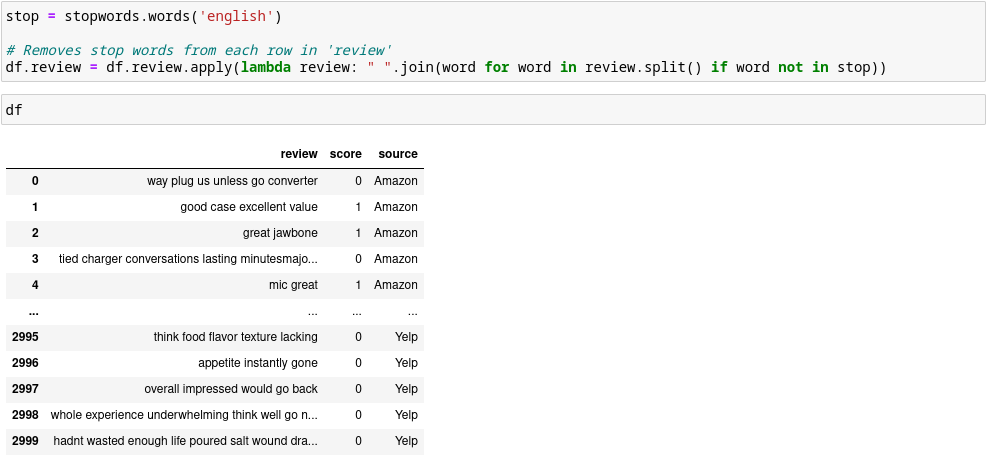 stop = stopwords.words('english')
# Removes stop words from each row in 'review'
df.review = df.review.apply(lambda review: " ".join(word for word in review.split() if word not in stop))
df
review score source
0 way plug us unless go converter 0 Amazon
1 good case excellent value 1 Amazon
2 great jawbone 1 Amazon
3 tied charger conversations lasting minutesmajo... 0 Amazon
4 mic great 1 Amazon
... ... ... ...
2995 think food flavor texture lacking 0 Yelp
2996 appetite instantly gone 0 Yelp
2997 overall impressed would go back 0 Yelp
2998 whole experience underwhelming think well go n... 0 Yelp
2999 hadnt wasted enough life poured salt wound dra... 0 Yelp